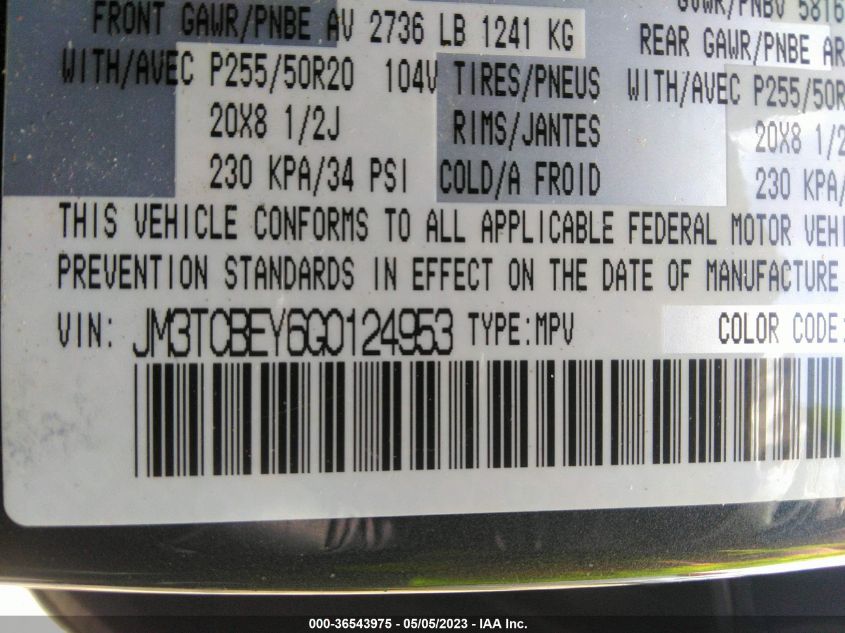 GVWR/PNBV 5816
FRONT GAWR/PNBE AV 2736 LB 1241 KG REAR GAWR/PNBE AR
WITH/AVEC P255/50R20 104V TIRES/PNEUS WITH/AVEC P255/50R
20X8 1/2J RIMS/JANTES 20X8 1/2
230 KPA/34 PSI COLD/A FROID 230 KPA/
THIS VEHICLE CONFORMS TO ALL APPLICABLE FEDERAL MOTOR VEHI
PREVENTION STANDARDS IN EFFECT ON THE DATE OF MANUFACTURE
VIN: JM3TCBEY6G0124953 TYPE:MPV COLOR CODE:
000-36543975 - 05/05/2023 - IAA Inc.